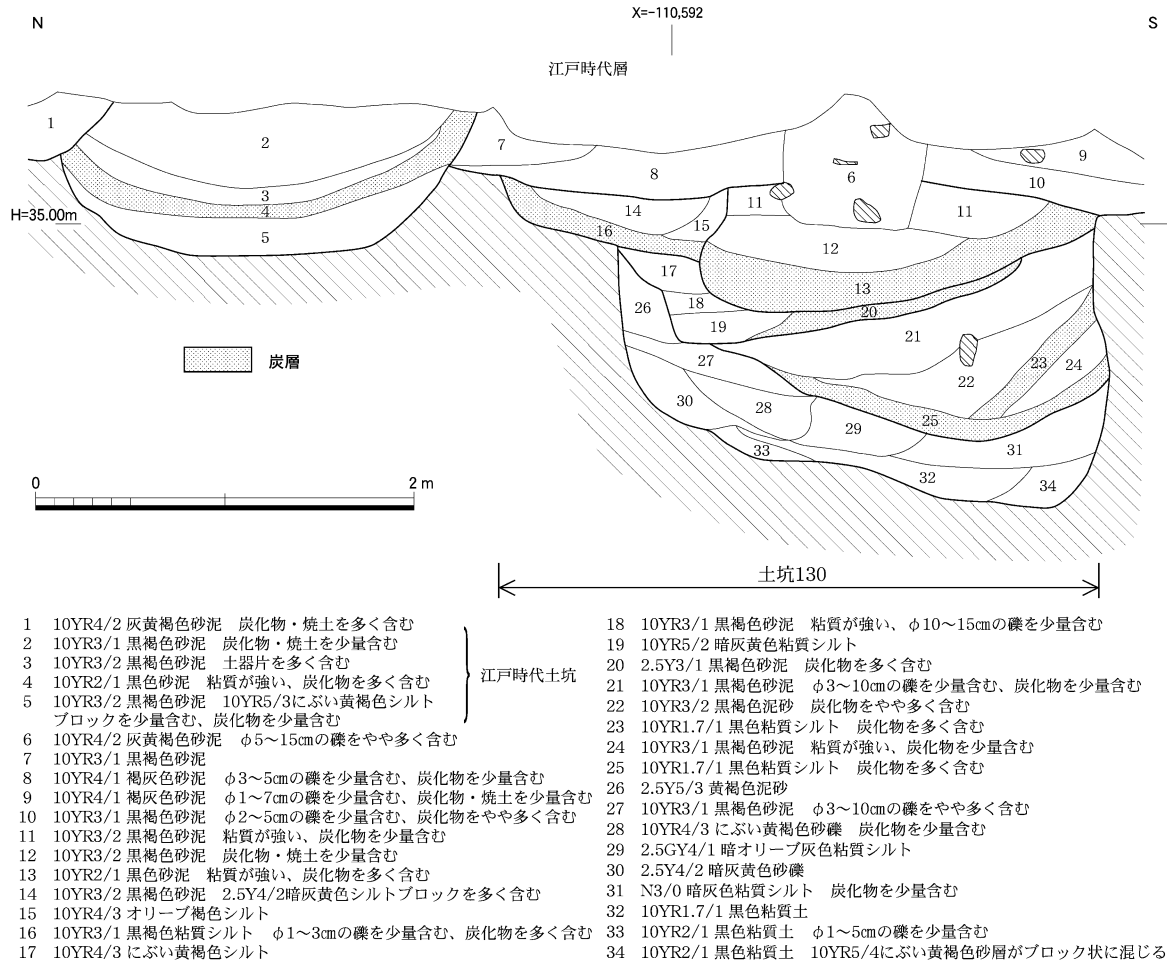 N
X=-110,592
S
江戸時代層
1
2
3
4
5
6
7
8
9
10
11
11
12
13
14
15
16
17
18
19
20
21
22
23
24
25
26
27
28
29
30
31
32
33
34
H=35.00m
炭層
0
2 m
土坑130
1 10YR4/2 灰黄褐色砂泥 炭化物・焼土を多く含む
2 10YR3/1 黒褐色砂泥 炭化物・焼土を少量含む
3 10YR3/2 黒褐色砂泥 土器片を多く含む
4 10YR2/1 黒色砂泥 粘質が強い、炭化物を多く含む
5 10YR3/2 黒褐色砂泥 10YR5/3にぶい黄褐色シルト
ブロックを少量含む、炭化物を少量含む
江戸時代土坑
6 10YR4/2 灰黄褐色砂泥 φ5〜15㎝の礫をやや多く含む
7 10YR3/1 黒褐色砂泥
8 10YR4/1 褐灰色砂泥 φ3〜5㎝の礫を少量含む、炭化物を少量含む
9 10YR4/1 褐灰色砂泥 φ1〜7㎝の礫を少量含む、炭化物・焼土を少量含む
10 10YR3/1 黒褐色砂泥 φ2〜5㎝の礫を少量含む、炭化物をやや多く含む
11 10YR3/2 黒褐色砂泥 粘質が強い、炭化物を少量含む
12 10YR3/2 黒褐色砂泥 炭化物・焼土を少量含む
13 10YR2/1 黒色砂泥 粘質が強い、炭化物を多く含む
14 10YR3/2 黒褐色砂泥 2.5Y4/2暗灰黄色シルトブロックを多く含む
15 10YR4/3 オリーブ褐色シルト
16 10YR3/1 黒褐色粘質シルト φ1〜3㎝の礫を少量含む、炭化物を多く含む
17 10YR4/3 にぶい黄褐色シルト
18 10YR3/1 黒褐色砂泥 粘質が強い、φ10〜15㎝の礫を少量含む
19 10YR5/2 暗灰黄色粘質シルト
20 2.5Y3/1 黒褐色砂泥 炭化物を多く含む
21 10YR3/1 黒褐色砂泥 φ3〜10㎝の礫を少量含む、炭化物を少量含む
22 10YR3/2 黒褐色泥砂 炭化物をやや多く含む
23 10YR1.7/1 黒色粘質シルト 炭化物を多く含む
24 10YR3/1 黒褐色砂泥 粘質が強い、炭化物を少量含む
25 10YR1.7/1 黒色粘質シルト 炭化物を多く含む
26 2.5Y5/3 黄褐色泥砂
27 10YR3/1 黒褐色砂泥 φ3〜10㎝の礫をやや多く含む
28 10YR4/3 にぶい黄褐色砂礫 炭化物を少量含む
29 2.5GY4/1 暗オリーブ灰色粘質シルト
30 2.5Y4/2 暗灰黄色砂礫
31 N3/0 暗灰色粘質シルト 炭化物を少量含む
32 10YR1.7/1 黒色粘質土
33 10YR2/1 黒色粘質土 φ1〜5㎝の礫を少量含む
34 10YR2/1 黒色粘質土 10YR5/4にぶい黄褐色砂層がブロック状に混じる